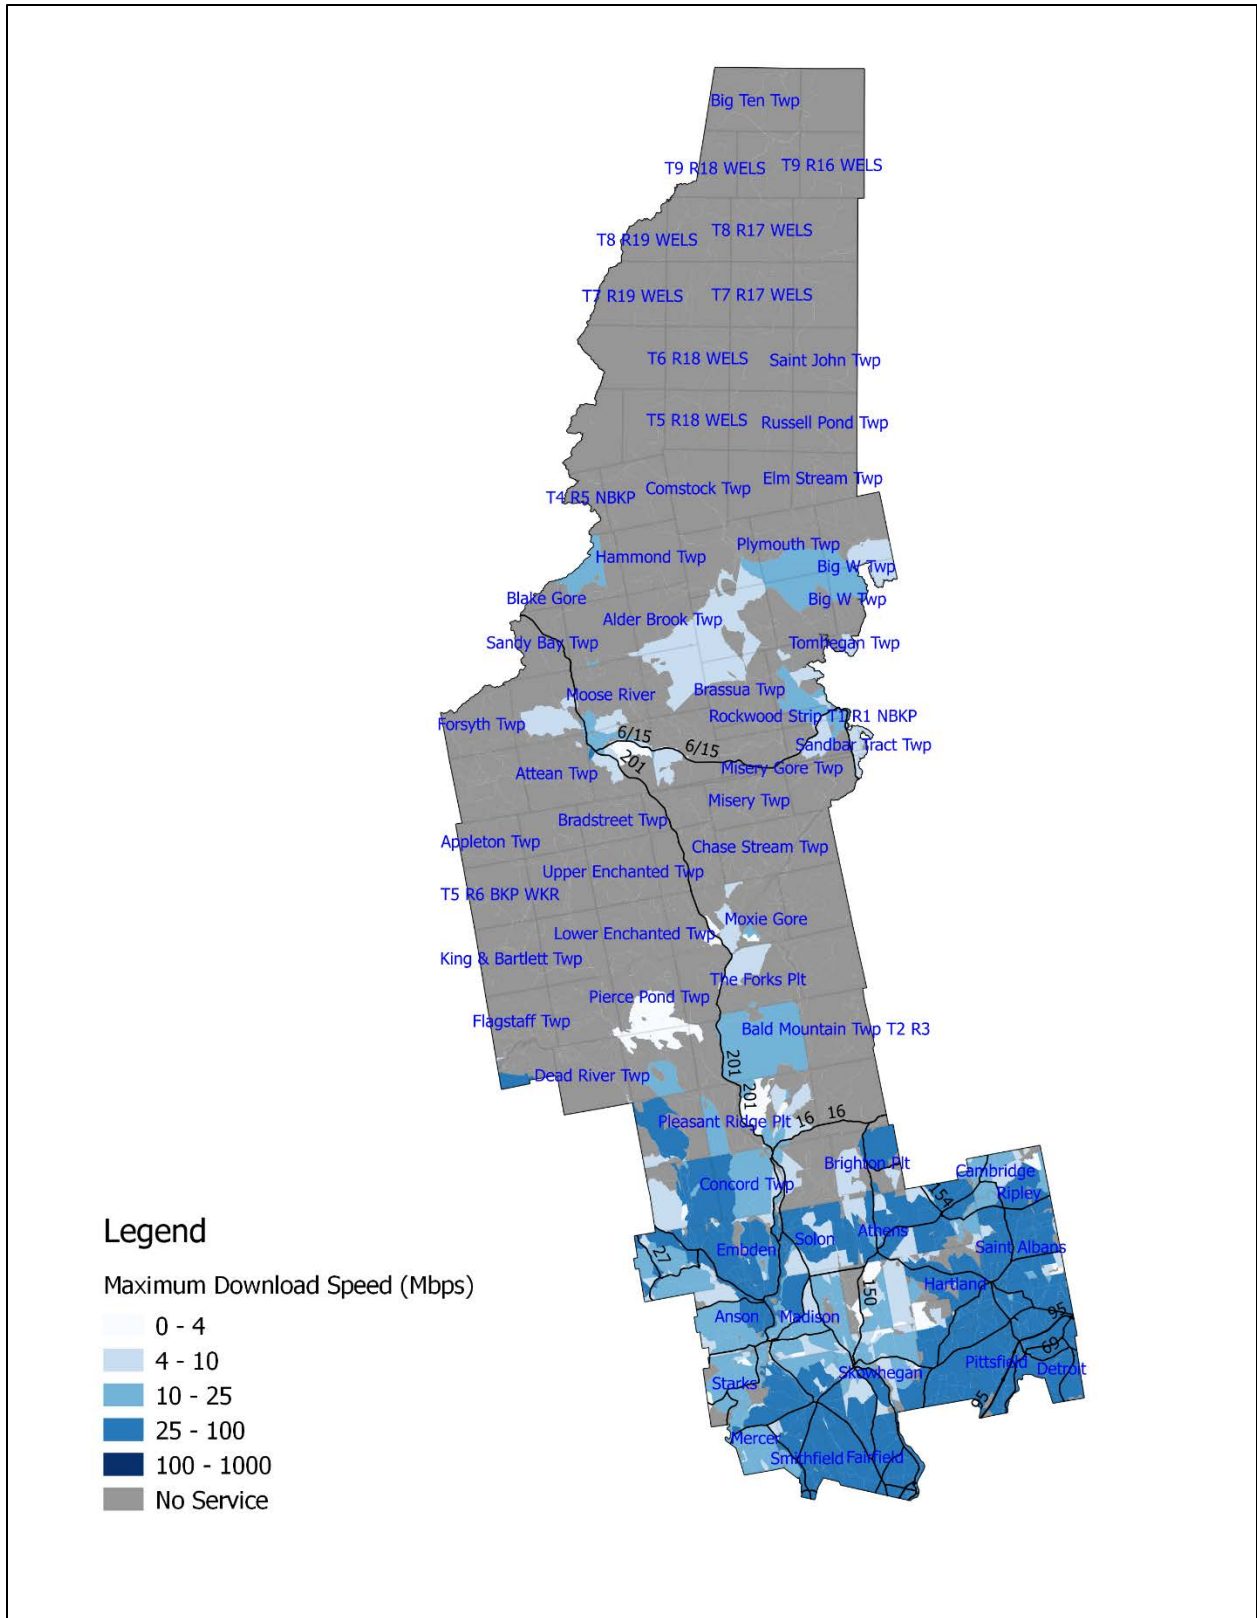 Big Ten Twp
T9 R18 WELS
T9 R16 WELS
T8 R19 WELS
T8 R17 WELS
T7 R19 WELS
T7 R17 WELS
T6 R18 WELS
Saint John Twp
T5 R18 WELS
Russell Pond Twp
Elm Stream Twp
Comstock Twp
T4 R5 NBKP
Plymouth Twp
Hammond Twp
Big W Twp
Blake Gore
Big W Twp
Alder Brook Twp
Sandy Bay Twp
Tomhegan Twp
Moose River
Brassua Twp
Forsyth Twp
Rockwood Strip T1 R1 NBKP
6/15
6/15
Sandbar Tract Twp
201
Attean Twp
Misery Gore Twp
Misery Twp
Bradstreet Twp
Appleton Twp
Chase Stream Twp
Upper Enchanted Twp
T5 R6 BKP WKR
Moxie Gore
Lower Enchanted Twp
King & Bartlett Twp
The Forks Plt
Pierce Pond Twp
Flagstaff Twp
Bald Mountain Twp T2 R3
201
Dead River Twp
201
Pleasant Ridge Plt
16
16
Brighton Plt
Cambridge
Concord Twp
154
Ripley
Athens
Solon
Embden
Saint Albans
27
Hartland
150
Anson
Madison
95
69
Pittsfield
Detroit
Skowhegan
Starks
95
Mercer
Smithfield
Fairfield
Legend
Maximum Download Speed (Mbps)
0 - 4
4 - 10
10 - 25
25 - 100
100 - 1000
No Service